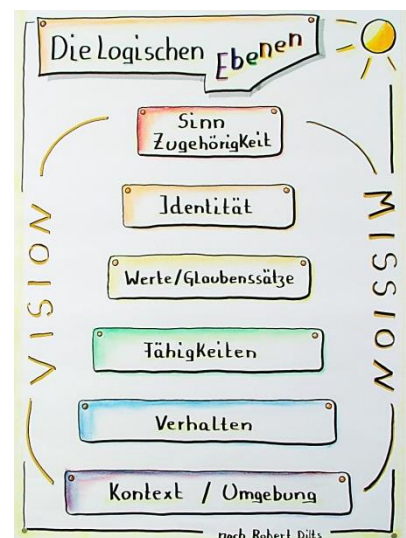 Die Logischen Ebenen
Sinn
Zugehörigkeit
Identität
VISION
MISSION
Werte/Glaubenssätze
Fähigkeiten
Verhalten
Kontext / Umgebung
nach Robert Dilts